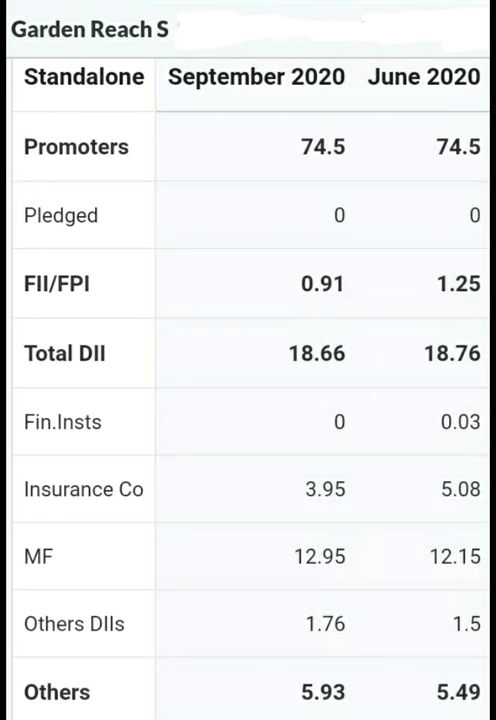 Garden Reach S
Standalone September 2020 June 2020
Promoters 74.5 74.5
Pledged 0 0
FII/FPI 0.91 1.25
Total DII 18.66 18.76
Fin.Insts 0 0.03
Insurance Co 3.95 5.08
MF 12.95 12.15
Others DIIs 1.76 1.5
Others 5.93 5.49